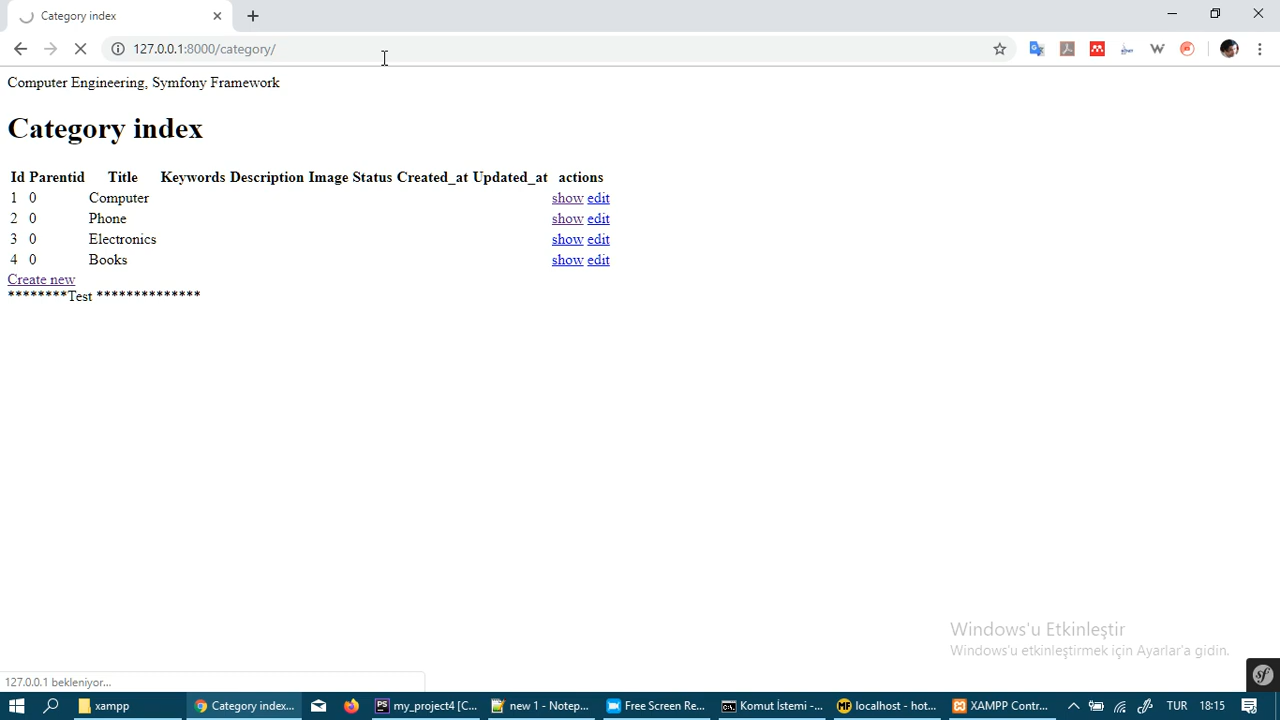 Category index
127.0.0.1:8000/category/
Computer Engineering, Symfony Framework
Category index
Id Parentid Title Keywords Description Image Status Created_at Updated_at actions
1 0 Computer show edit
2 0 Phone show edit
3 0 Electronics show edit
4 0 Books show edit
Create new
********Test **************
Windows'u Etkinleştir
Windows'u etkinleştirmek için Ayarlar'a gidin.
127.0.0.1 bekleniyor...
xampp Category index... my_project4 [C... new 1 - Notep... Free Screen Re... Komut İstemi -... localhost - hot... XAMPP Contr... TUR 18:15